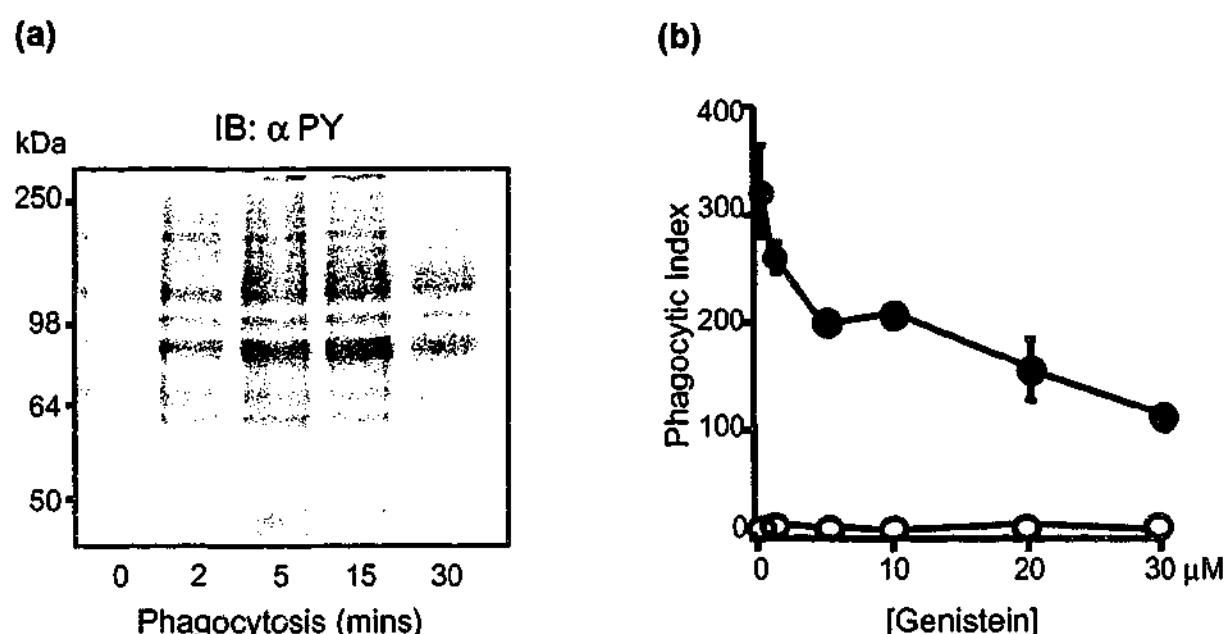 (a)
IB: α PY
kDa
250
98
64
50
0 2 5 15 30
Phagocytosis (mins)
(b)
400
300
200
100
0
Phagocytic Index
0 10 20 30 μM
[Genistein]